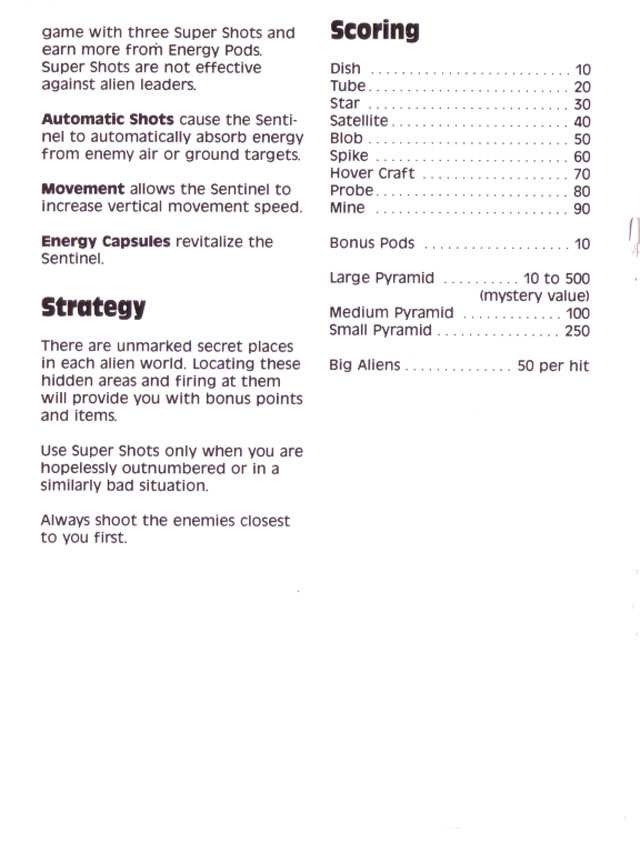 game with three Super Shots and
earn more from Energy Pods.
Super Shots are not effective
against alien leaders.
Automatic Shots cause the Senti-
nel to automatically absorb energy
from enemy air or ground targets.
Movement allows the Sentinel to
increase vertical movement speed.
Energy Capsules revitalize the
Sentinel.
Strategy
There are unmarked secret places
in each alien world. Locating these
hidden areas and firing at them
will provide you with bonus points
and items.
Use Super Shots only when you are
hopelessly outnumbered or in a
similarly bad situation.
Always shoot the enemies closest
to you first.
Scoring
Dish .......................... 10
Tube.......................... 20
Star .......................... 30
Satellite....................... 40
Blob .......................... 50
Spike ......................... 60
Hover Craft ................... 70
Probe......................... 80
Mine ......................... 90
Bonus Pods ................... 10
Large Pyramid .......... 10 to 500
(mystery value)
Medium Pyramid ............. 100
Small Pyramid ................ 250
Big Aliens .............. 50 per hit